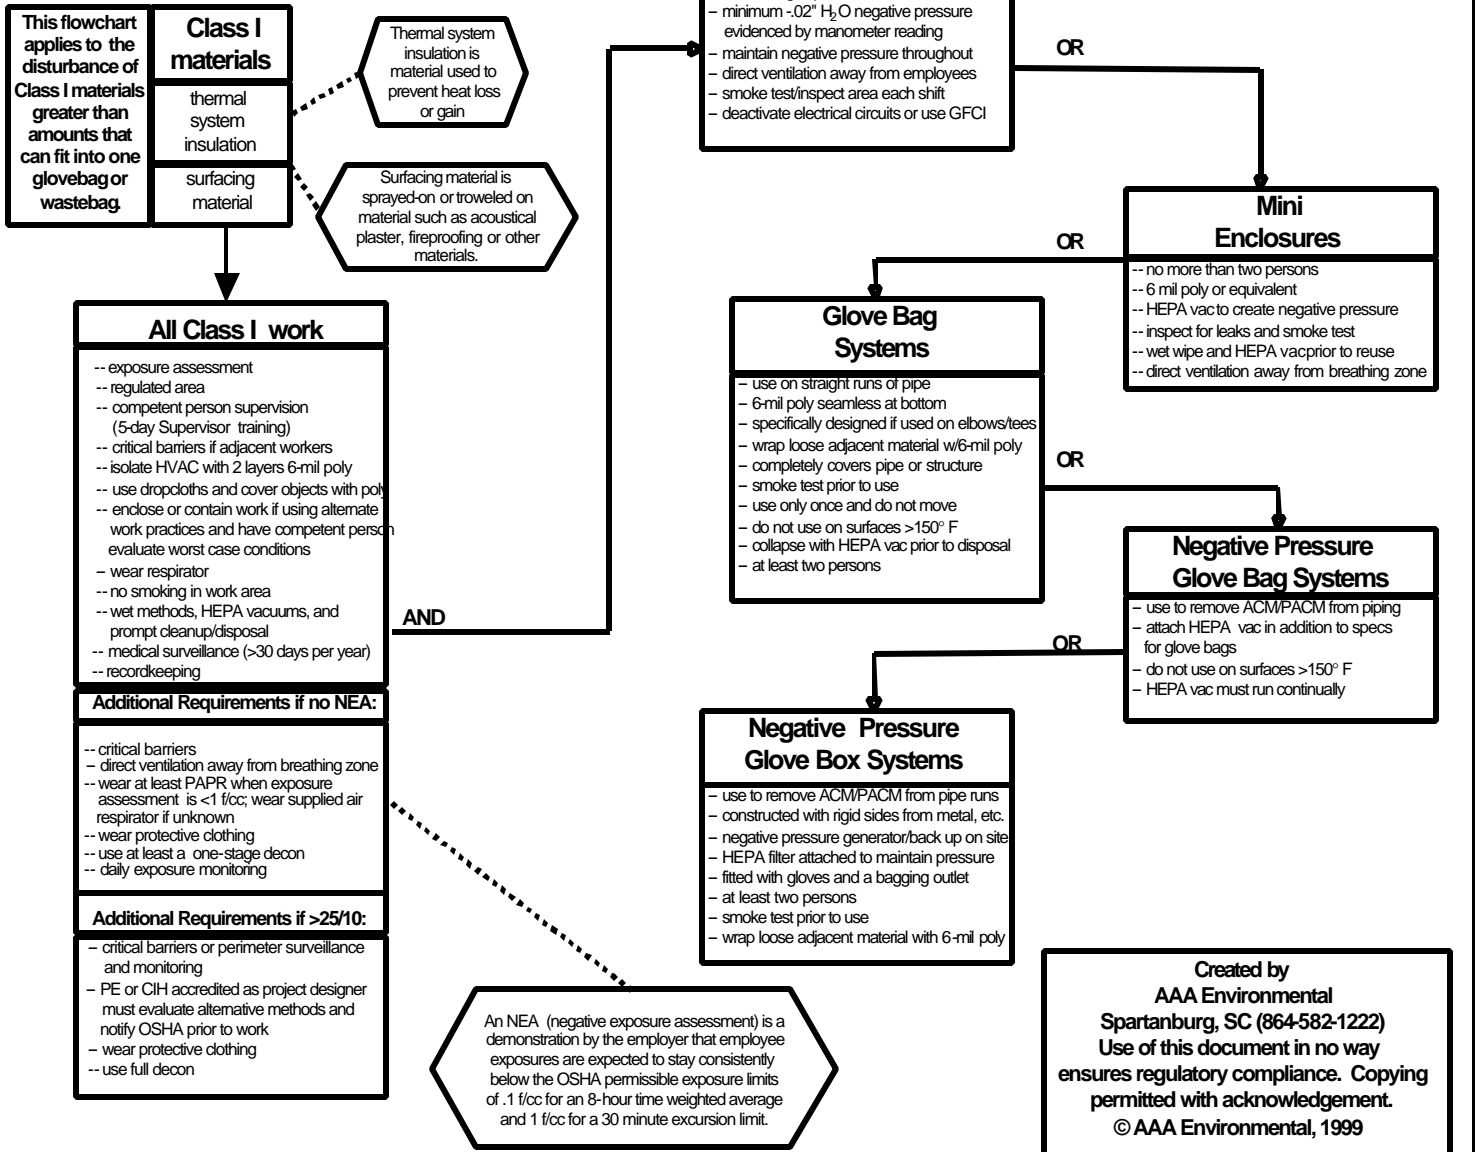 This flowchart
applies to the
disturbance of
Class I materials
greater than
amounts that
can fit into one
glovebag or
wastebag.
Class I
materials
thermal
system
insulation
surfacing
material
Thermal system
insulation is
material used to
prevent heat loss
or gain
Surfacing material is
sprayed-on or troweled on
material such as acoustical
plaster, fireproofing or other
materials.
All Class I work
-- exposure assessment
-- regulated area
-- competent person supervision
(5-day Supervisor training)
-- critical barriers if adjacent workers
-- isolate HVAC with 2 layers 6-mil poly
-- use dropcloths and cover objects with poly
-- enclose or contain work if using alternate
work practices and have competent person
evaluate worst case conditions
– wear respirator
-- no smoking in work area
-- wet methods, HEPA vacuums, and
prompt cleanup/disposal
-- medical surveillance (>30 days per year)
-- recordkeeping
Additional Requirements if no NEA:
-- critical barriers
– direct ventilation away from breathing zone
-- wear at least PAPR when exposure
assessment is <1 f/cc; wear supplied air
respirator if unknown
-- wear protective clothing
-- use at least a one-stage decon
-- daily exposure monitoring
Additional Requirements if >25/10:
– critical barriers or perimeter surveillance
and monitoring
– PE or CIH accredited as project designer
must evaluate alternative methods and
notify OSHA prior to work
– wear protective clothing
-- use full decon
AND
– minimum -.02" H2O negative pressure
evidenced by manometer reading
– maintain negative pressure throughout
– direct ventilation away from employees
– smoke test/inspect area each shift
– deactivate electrical circuits or use GFCI
OR
Mini
Enclosures
-- no more than two persons
-- 6 mil poly or equivalent
-- HEPA vac to create negative pressure
-- inspect for leaks and smoke test
-- wet wipe and HEPA vac prior to reuse
-- direct ventilation away from breathing zone
OR
Glove Bag
Systems
– use on straight runs of pipe
– 6-mil poly seamless at bottom
– specifically designed if used on elbows/tees
– wrap loose adjacent material w/6-mil poly
– completely covers pipe or structure
– smoke test prior to use
– use only once and do not move
– do not use on surfaces >150° F
– collapse with HEPA vac prior to disposal
– at least two persons
OR
Negative Pressure
Glove Bag Systems
– use to remove ACM/PACM from piping
– attach HEPA vac in addition to specs
for glove bags
– do not use on surfaces >150° F
– HEPA vac must run continually
OR
Negative Pressure
Glove Box Systems
– use to remove ACM/PACM from pipe runs
– constructed with rigid sides from metal, etc.
– negative pressure generator/back up on site
– HEPA filter attached to maintain pressure
– fitted with gloves and a bagging outlet
– at least two persons
– smoke test prior to use
– wrap loose adjacent material with 6-mil poly
An NEA (negative exposure assessment) is a
demonstration by the employer that employee
exposures are expected to stay consistently
below the OSHA permissible exposure limits
of .1 f/cc for an 8-hour time weighted average
and 1 f/cc for a 30 minute excursion limit.
Created by
AAA Environmental
Spartanburg, SC (864-582-1222)
Use of this document in no way
ensures regulatory compliance. Copying
permitted with acknowledgement.
© AAA Environmental, 1999